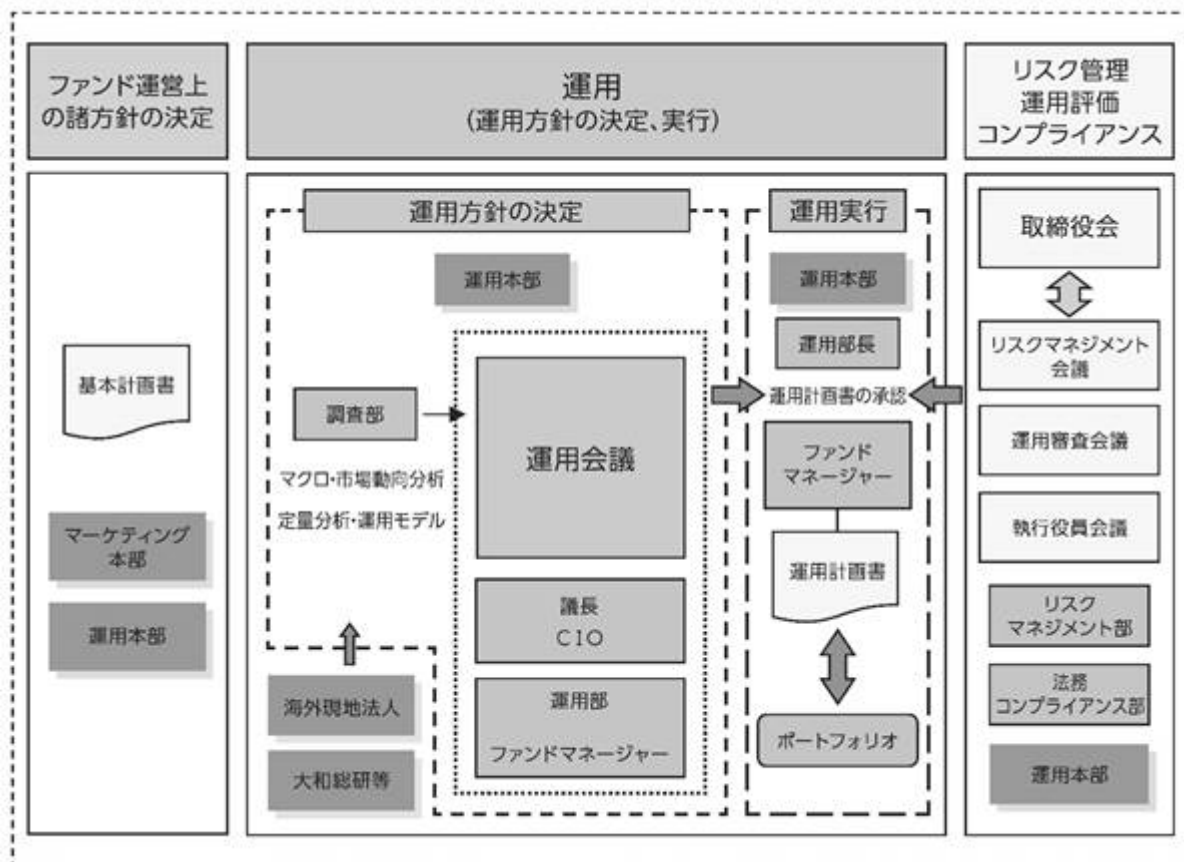 ファンド運営上
の諸方針の決定
運用
(運用方針の決定、実行)
リスク管理
運用評価
コンプライアンス
基本計画書
マーケティング
本部
運用本部
運用方針の決定
運用本部
調査部
マクロ・市場動向分析
定量分析・運用モデル
運用会議
議長
CIO
運用部
ファンドマネージャー
海外現地法人
大和総研等
運用実行
運用本部
運用部長
運用計画書の承認
ファンド
マネージャー
運用計画書
ポートフォリオ
取締役会
リスクマネジメント
会議
運用審査会議
執行役員会議
リスク
マネジメント部
法務
コンプライアンス部
運用本部